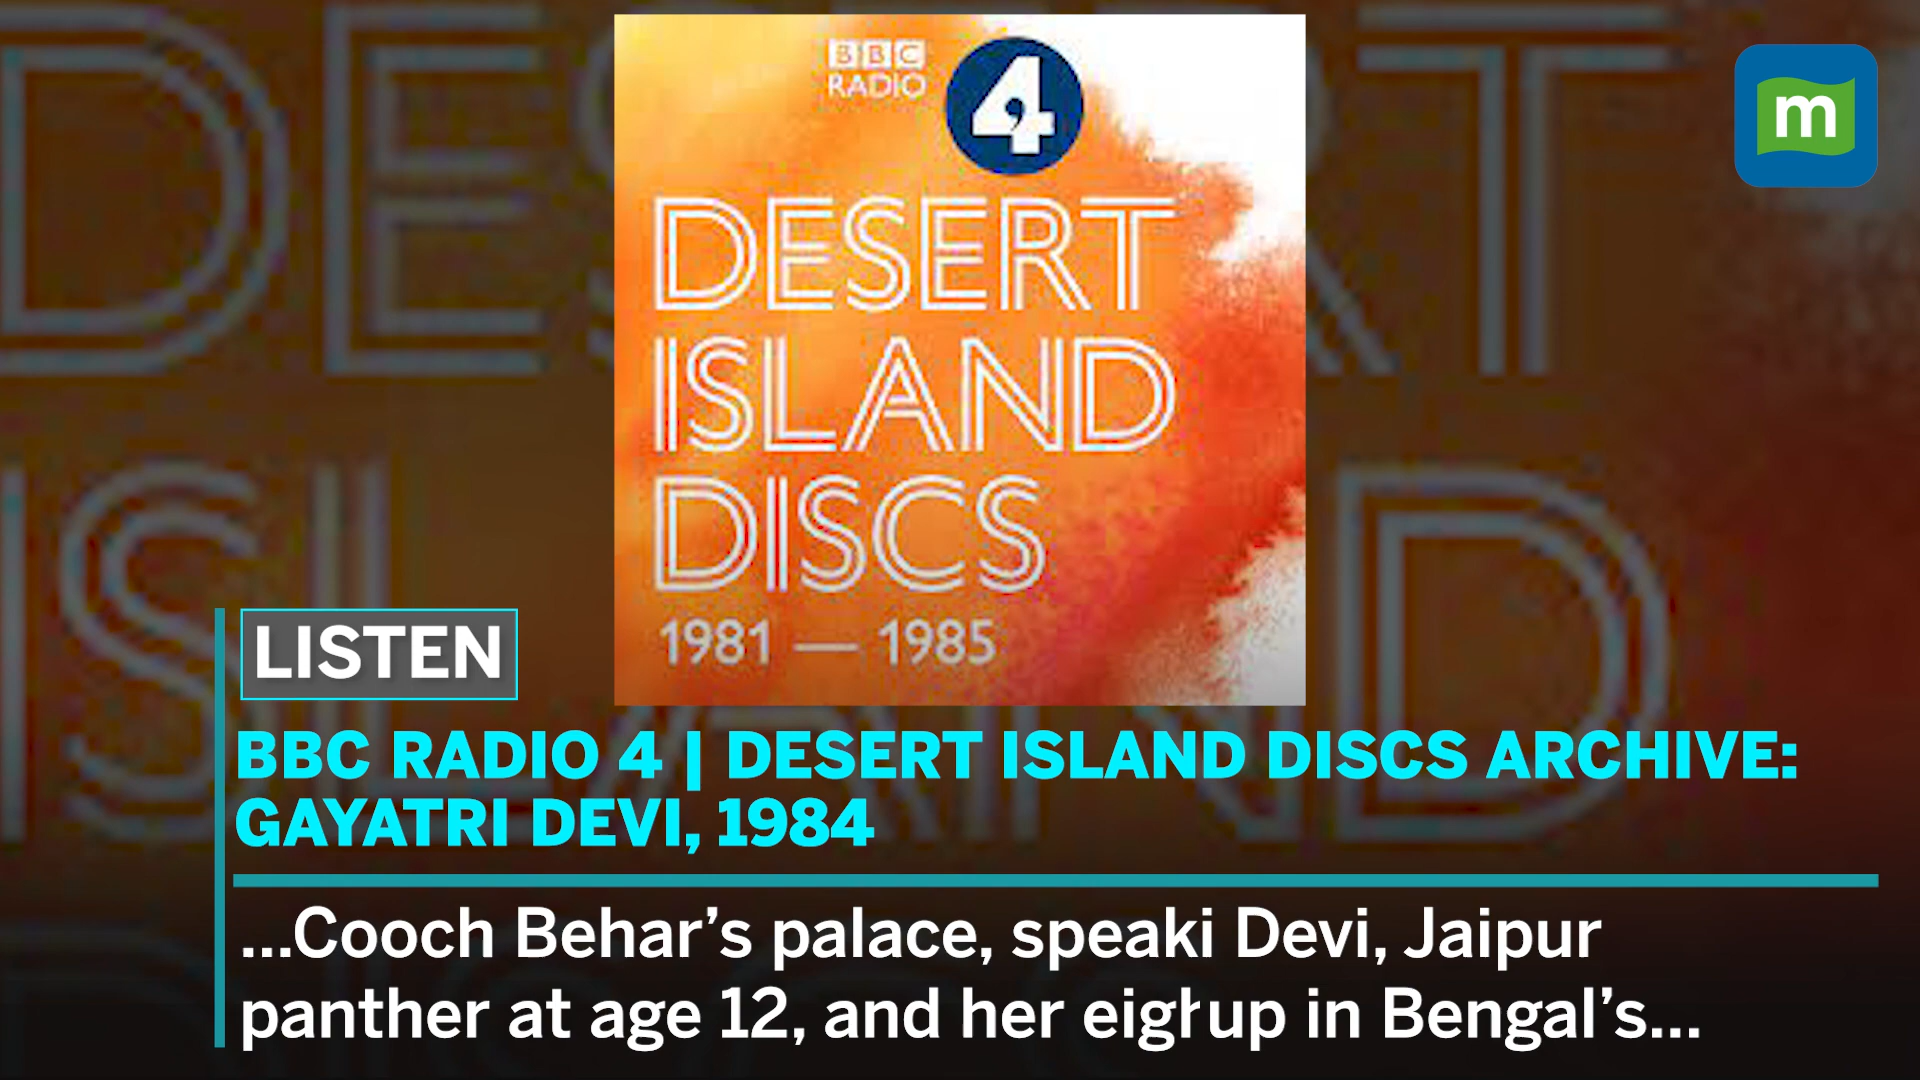 BBC
RADIO 4
DESERT
ISLAND
DISCS
1981 — 1985
m
LISTEN
BBC RADIO 4 | DESERT ISLAND DISCS ARCHIVE:
GAYATRI DEVI, 1984
...Cooch Behar’s palace, speaki Devi, Jaipur
panther at age 12, and her up in Bengal’s...